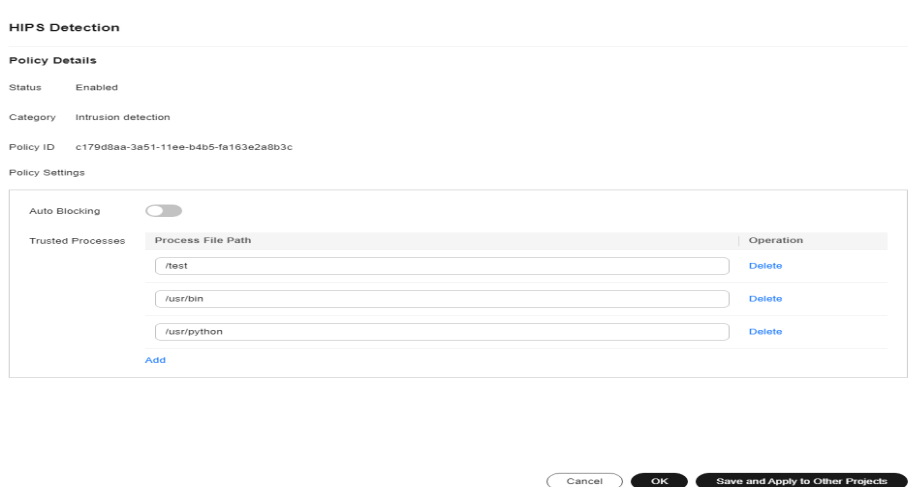 HIPS Detection
Policy Details
Status Enabled
Category Intrusion detection
Policy ID c179d8aa-3a51-11ee-b4b5-fa163e2a8b3c
Policy Settings
Auto Blocking
Trusted Processes Process File Path Operation
/test Delete
/usr/bin Delete
/usr/python Delete
Add
Cancel OK Save and Apply to Other Projects